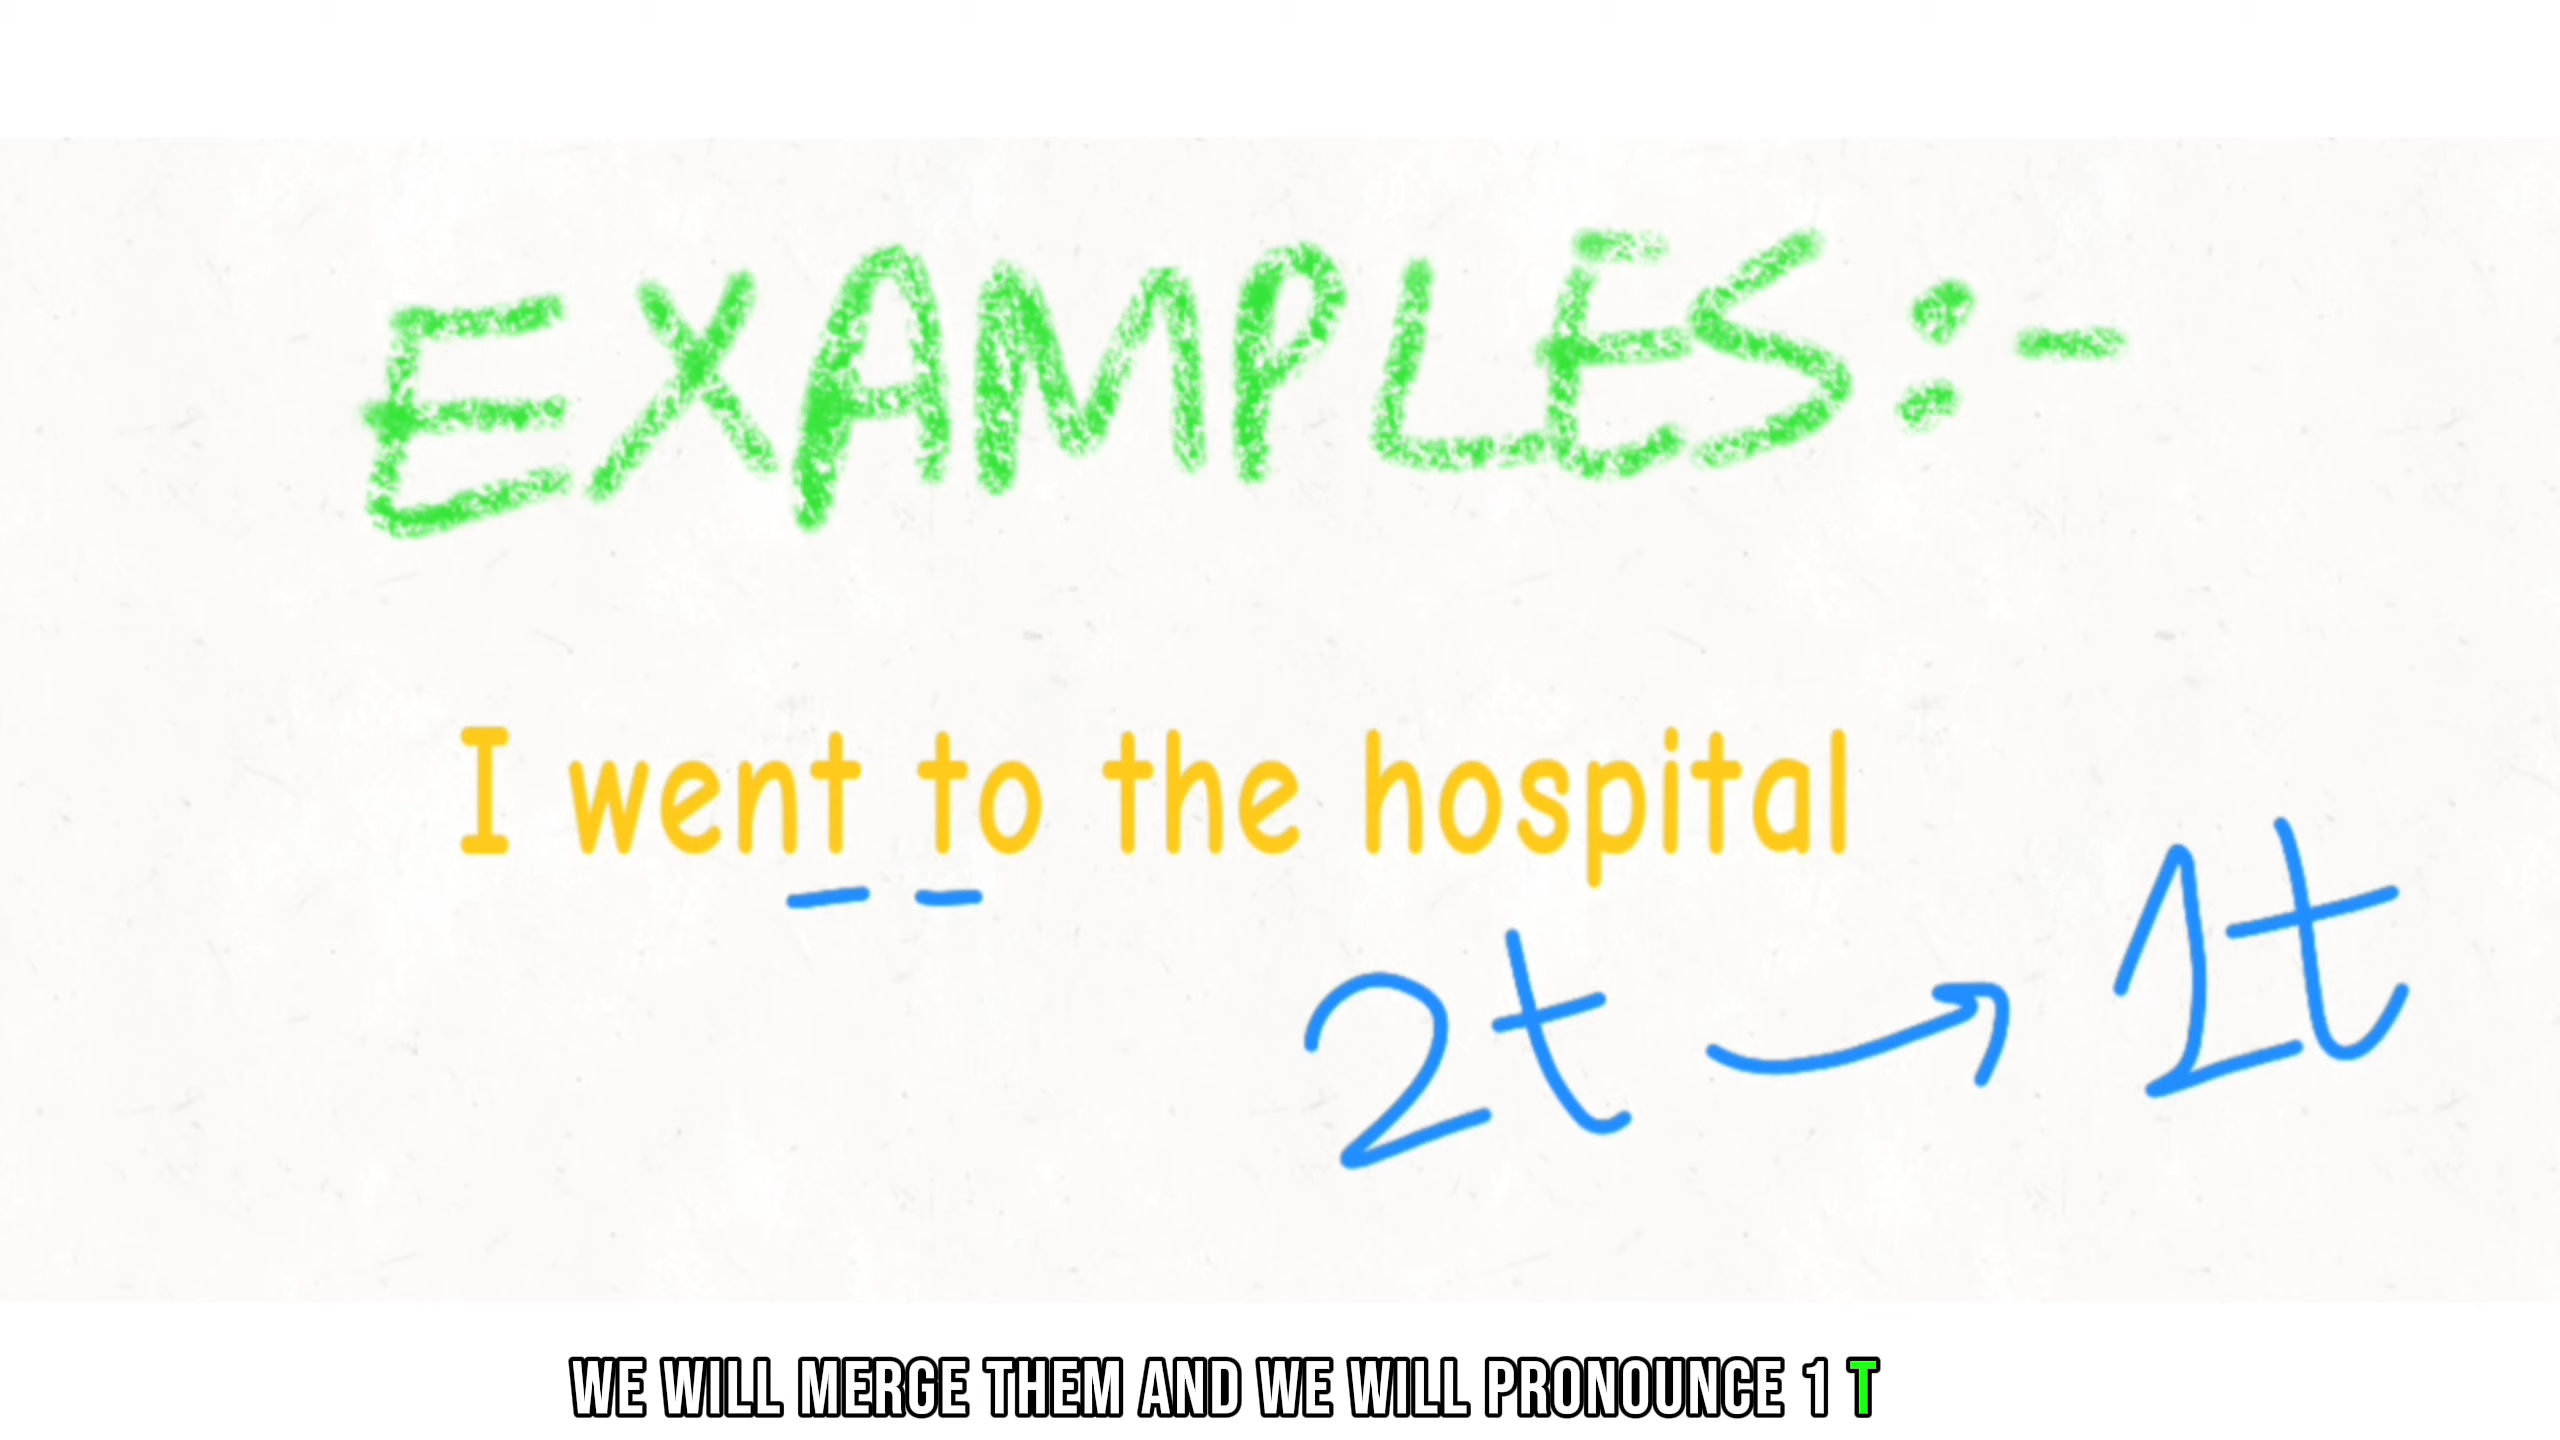 EXAMPLES:-
I went to the hospital
2t → 1t
WE WILL MERGE THEM AND WE WILL PRONOUNCE 1 T